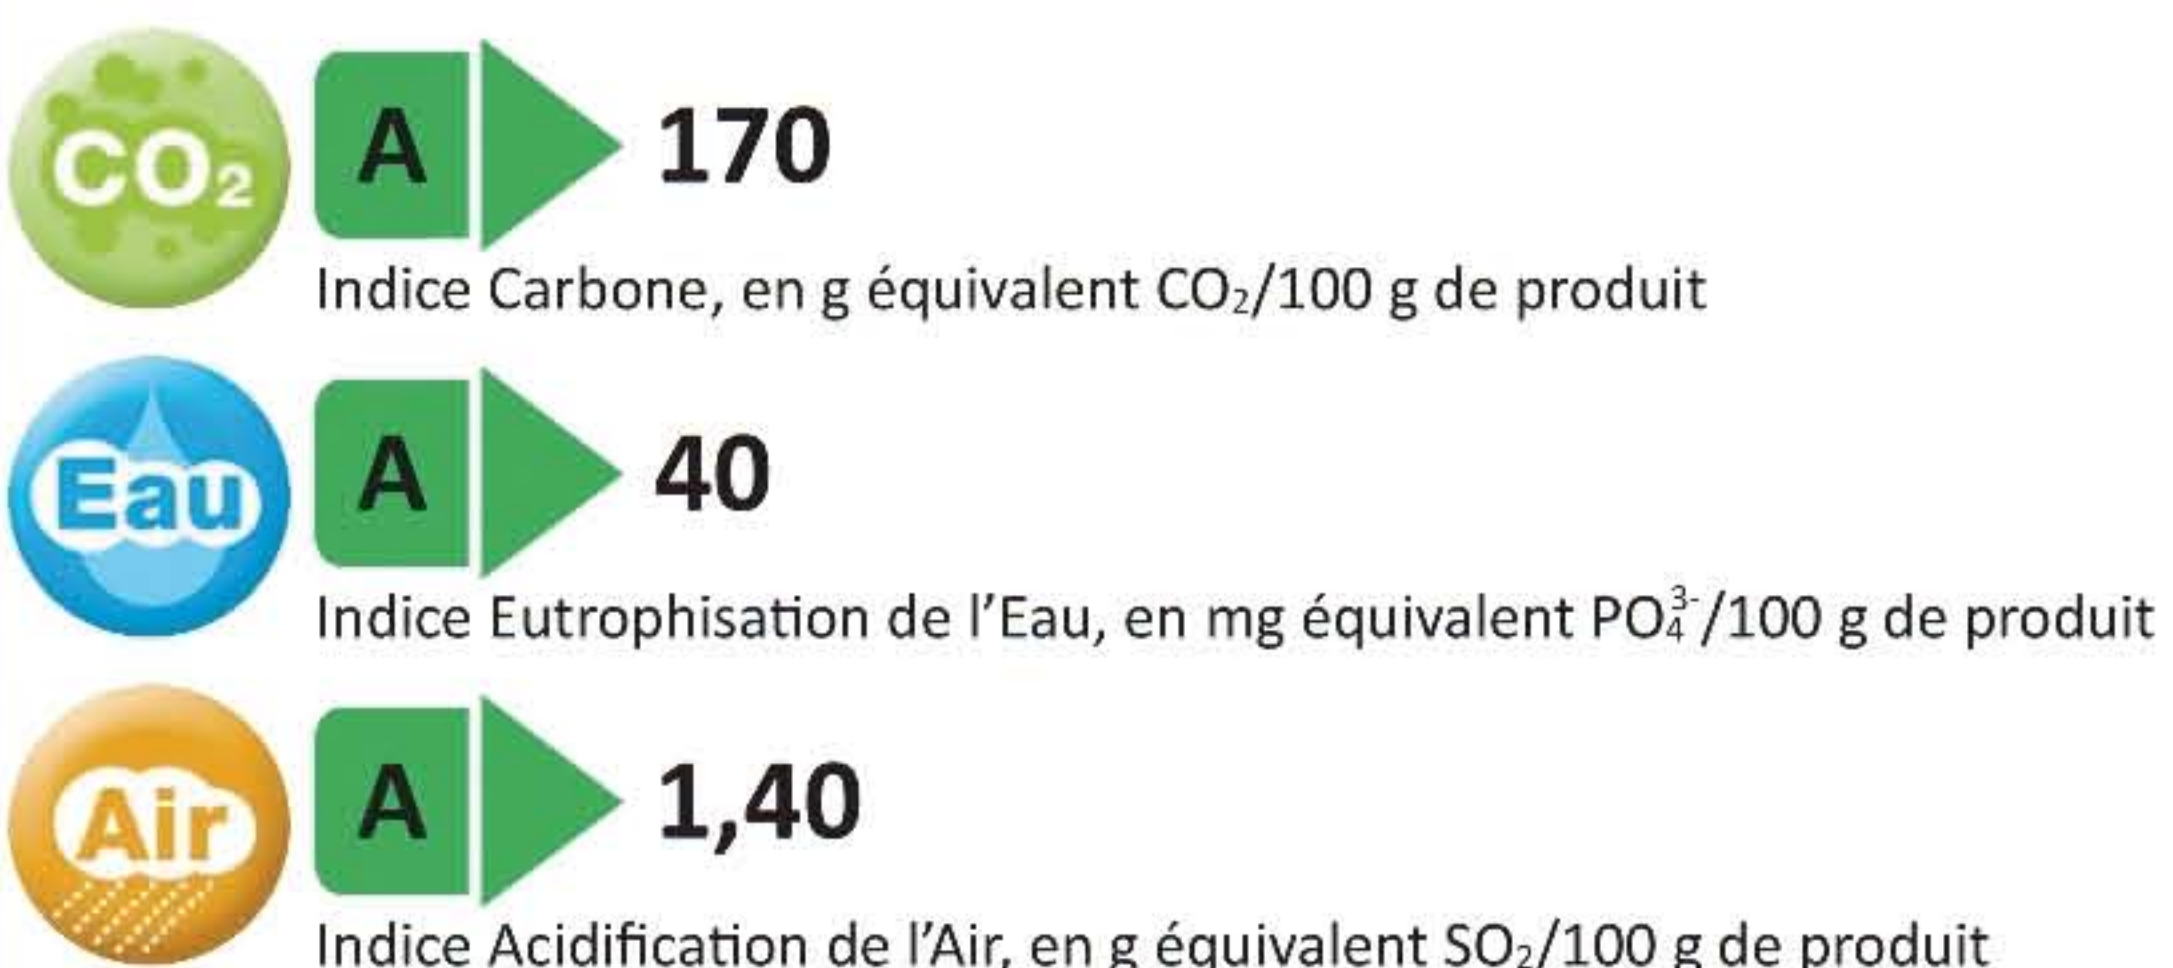 CO₂
A
170
Indice Carbone, en g équivalent CO₂/100 g de produit
Eau
A
40
Indice Eutrophisation de l'Eau, en mg équivalent PO₄³⁻/100 g de produit
Air
A
1,40
Indice Acidification de l'Air, en g équivalent SO₂/100 g de produit